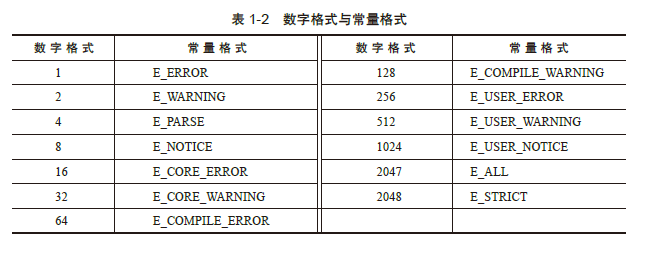 表 1-2 数字格式与常量格式
数字格式 常量格式 数字格式 常量格式
1 E_ERROR 128 E_COMPILE_WARNING
2 E_WARNING 256 E_USER_ERROR
4 E_PARSE 512 E_USER_WARNING
8 E_NOTICE 1024 E_USER_NOTICE
16 E_CORE_ERROR 2047 E_ALL
32 E_CORE_WARNING 2048 E_STRICT
64 E_COMPILE_ERROR